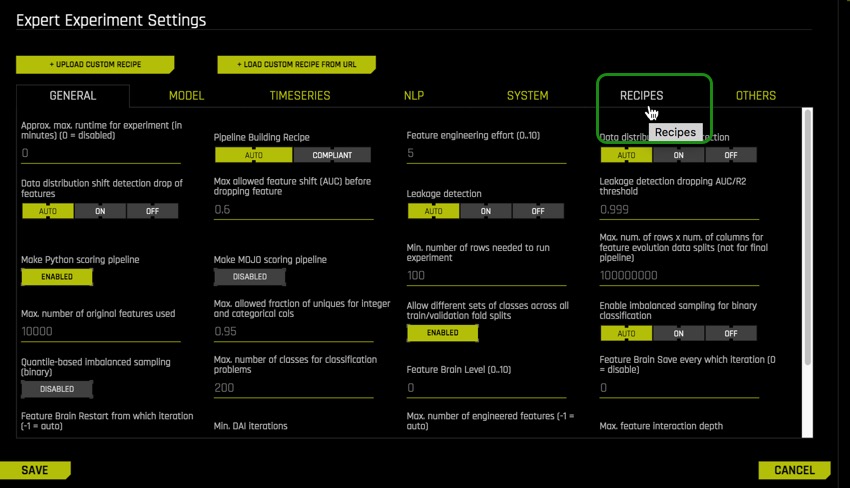 Expert Experiment Settings
+ UPLOAD CUSTOM RECIPE
+ LOAD CUSTOM RECIPE FROM URL
GENERAL
MODEL
TIMESERIES
NLP
SYSTEM
RECIPES
OTHERS
Recipes
Approx. max. runtime for experiment (in
minutes) (0 = disabled)
0
Pipeline Building Recipe
AUTO COMPLIANT
Feature engineering effort (0..10)
5
Data distribu ction
AUTO ON OFF
Data distribution shift detection drop of
features
AUTO ON OFF
Max allowed feature shift (AUC) before
dropping feature
0.6
Leakage detection
AUTO ON OFF
Leakage detection dropping AUC/R2
threshold
0.999
Make Python scoring pipeline
ENABLED
Make MOJO scoring pipeline
DISABLED
Min. number of rows needed to run
experiment
100
Max. num. of rows x num. of columns for
feature evolution data splits (not for final
pipeline)
100000000
Max. number of original features used
10000
Max. allowed fraction of uniques for integer
and categorical cols
0.95
Allow different sets of classes across all
train/validation fold splits
ENABLED
Enable imbalanced sampling for binary
classification
AUTO ON OFF
Quantile-based imbalanced sampling
(binary)
DISABLED
Max. number of classes for classification
problems
200
Feature Brain Level (0..10)
0
Feature Brain Save every which iteration (0
= disable)
0
Feature Brain Restart from which iteration
(-1 = auto)
Min. DAI iterations
Max. number of engineered features (-1 =
auto)
Max. feature interaction depth
SAVE
CANCEL